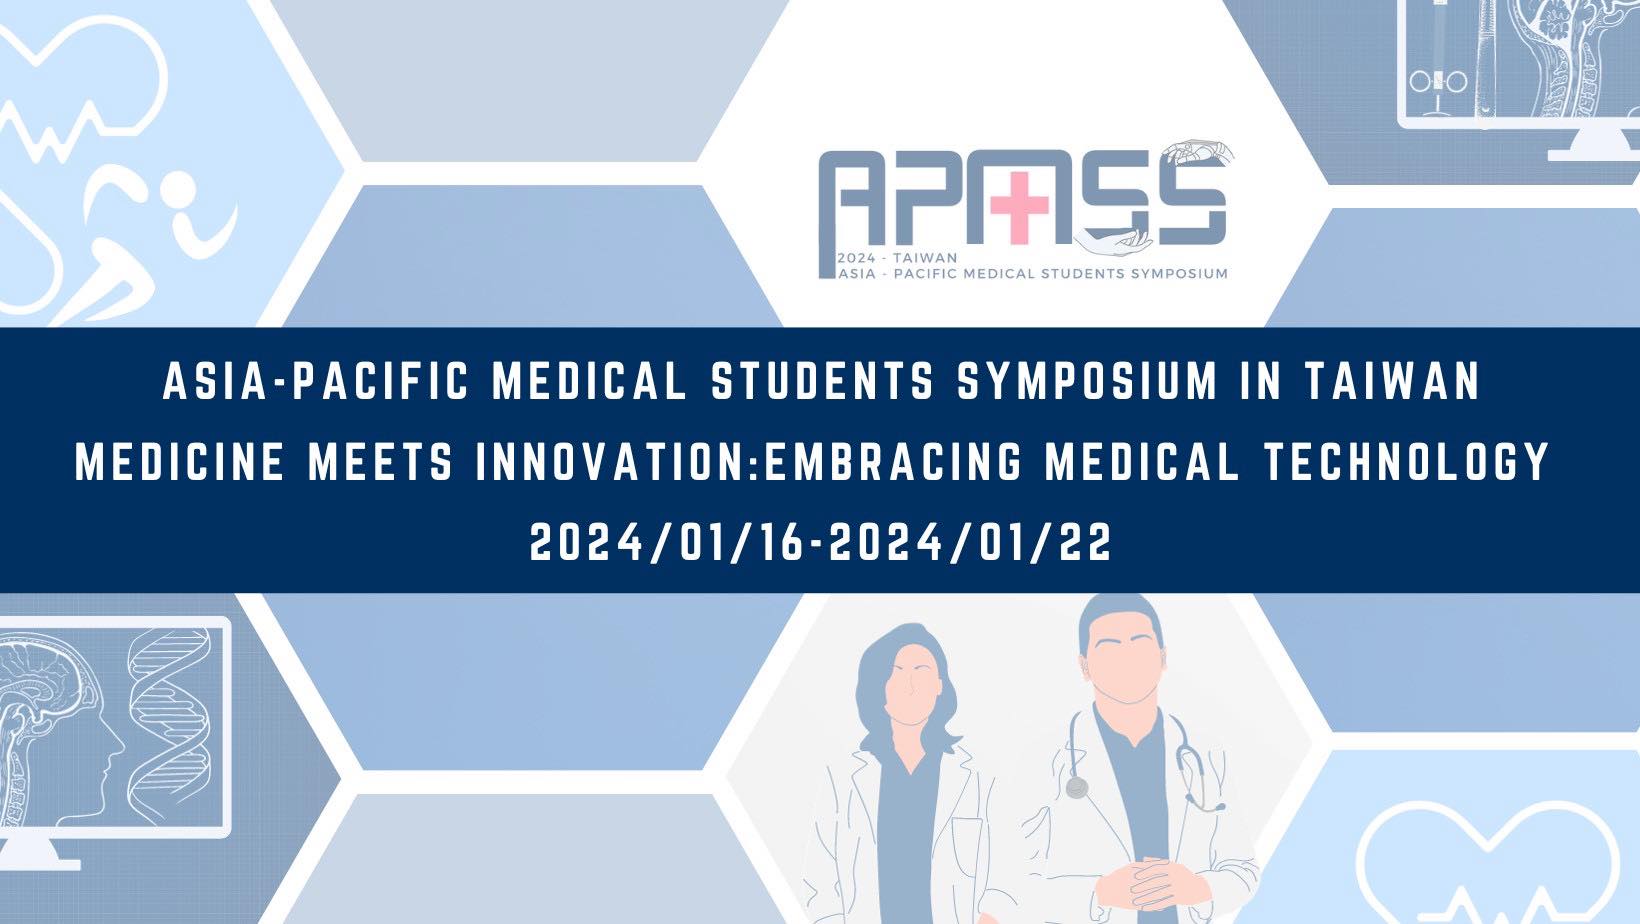 APMSS
2024 - TAIWAN
ASIA - PACIFIC MEDICAL STUDENTS SYMPOSIUM
ASIA-PACIFIC MEDICAL STUDENTS SYMPOSIUM IN TAIWAN
MEDICINE MEETS INNOVATION:EMBRACING MEDICAL TECHNOLOGY
2024/01/16-2024/01/22